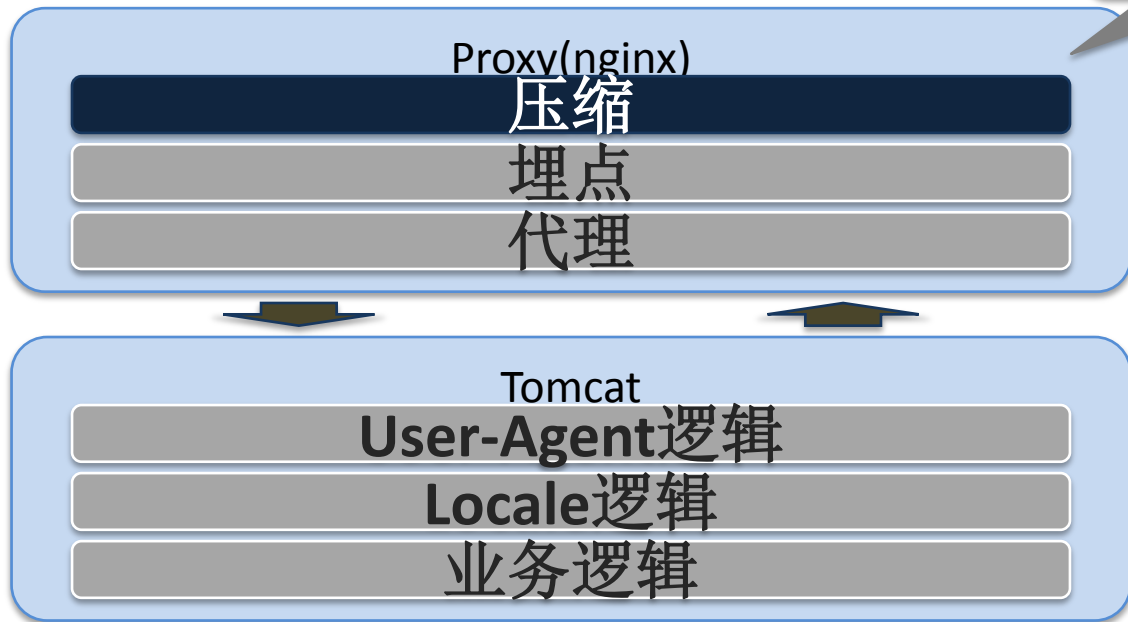 Proxy(nginx)
压缩
埋点
代理
Tomcat
User-Agent逻辑
Locale逻辑
业务逻辑